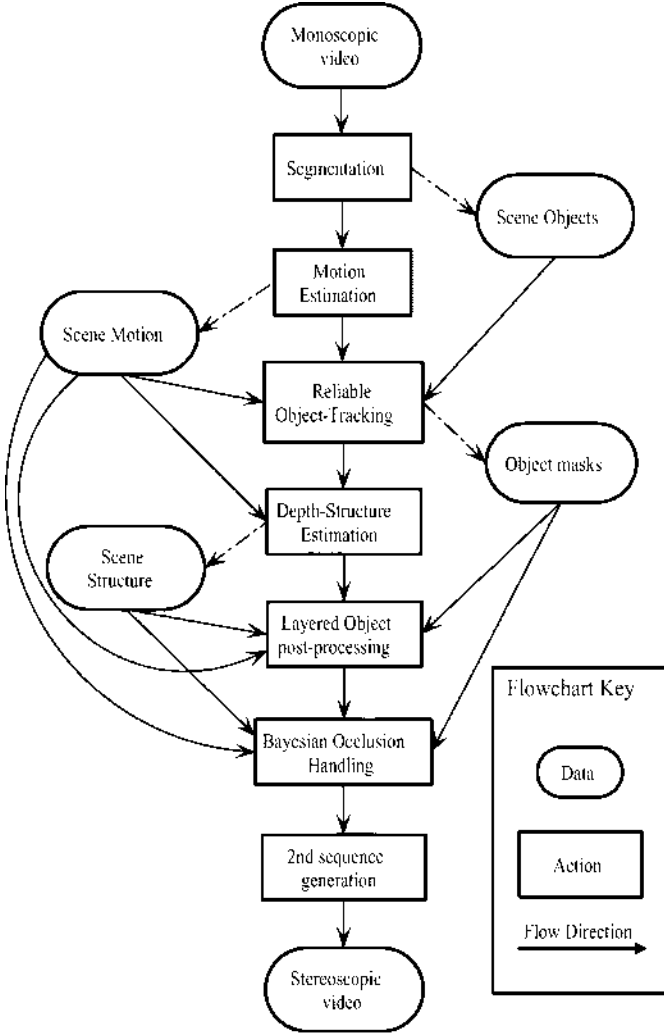 Monoscopic
video
Segmentation
Scene Objects
Motion
Estimation
Scene Motion
Reliable
Object-Tracking
Object masks
Depth-Structure
Estimation
Scene
Structure
Layered Object
post-processing
Bayesian Occlusion
Handling
2nd sequence
generation
Stereoscopic
video
Flowchart Key
Data
Action
Flow Direction